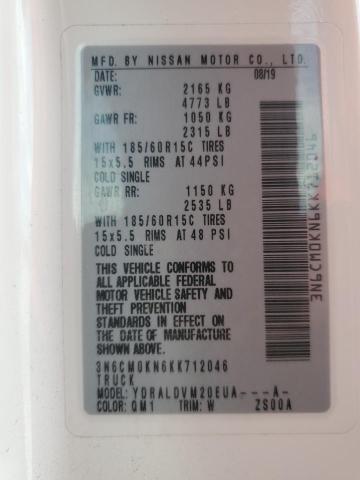 MFD. BY NISSAN MOTOR CO., LTD.
DATE: 08/19
GVWR: 2165 KG
4773 LB
GAWR FR: 1050 KG
2315 LB
WITH 185/60R15C TIRES
15x5.5 RIMS AT 44PSI
COLD SINGLE
GAWR RR: 1150 KG
2535 LB
WITH 185/60R15C TIRES
15x5.5 RIMS AT 48 PSI
COLD SINGLE
THIS VEHICLE CONFORMS TO
ALL APPLICABLE FEDERAL
MOTOR VEHICLE SAFETY AND
THEFT PREVENTION
STANDARDS IN EFFECT ON
THE DATE OF MANUFACTURE
SHOWN ABOVE.
3N6CM0KN6KK712046
TRUCK
MODEL: YDRALDVM20EUA----A-
COLOR: QM1 TRIM: W ZS00A
3N6CM0KN6KK712046